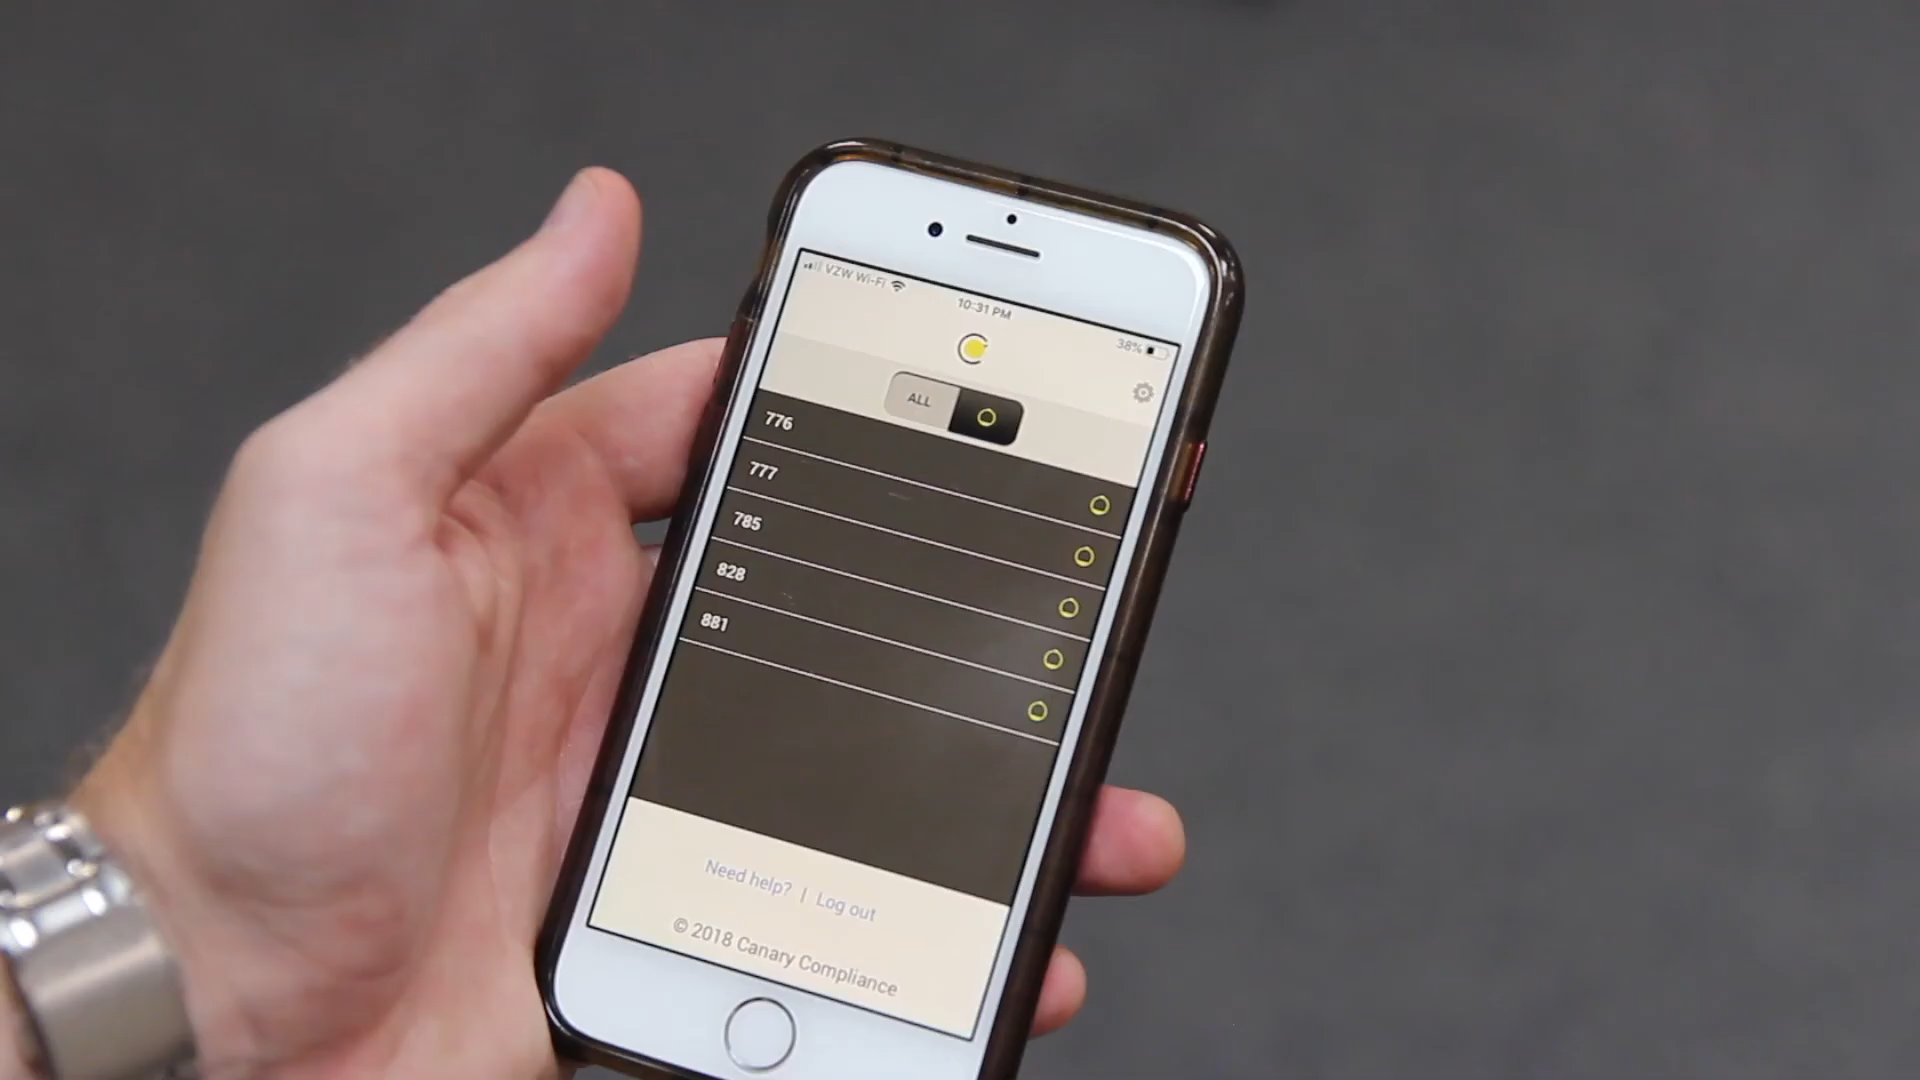 VZW Wi-Fi
10:31 PM
38%
ALL
776
777
785
828
881
Need help? | Log out
© 2018 Canary Compliance